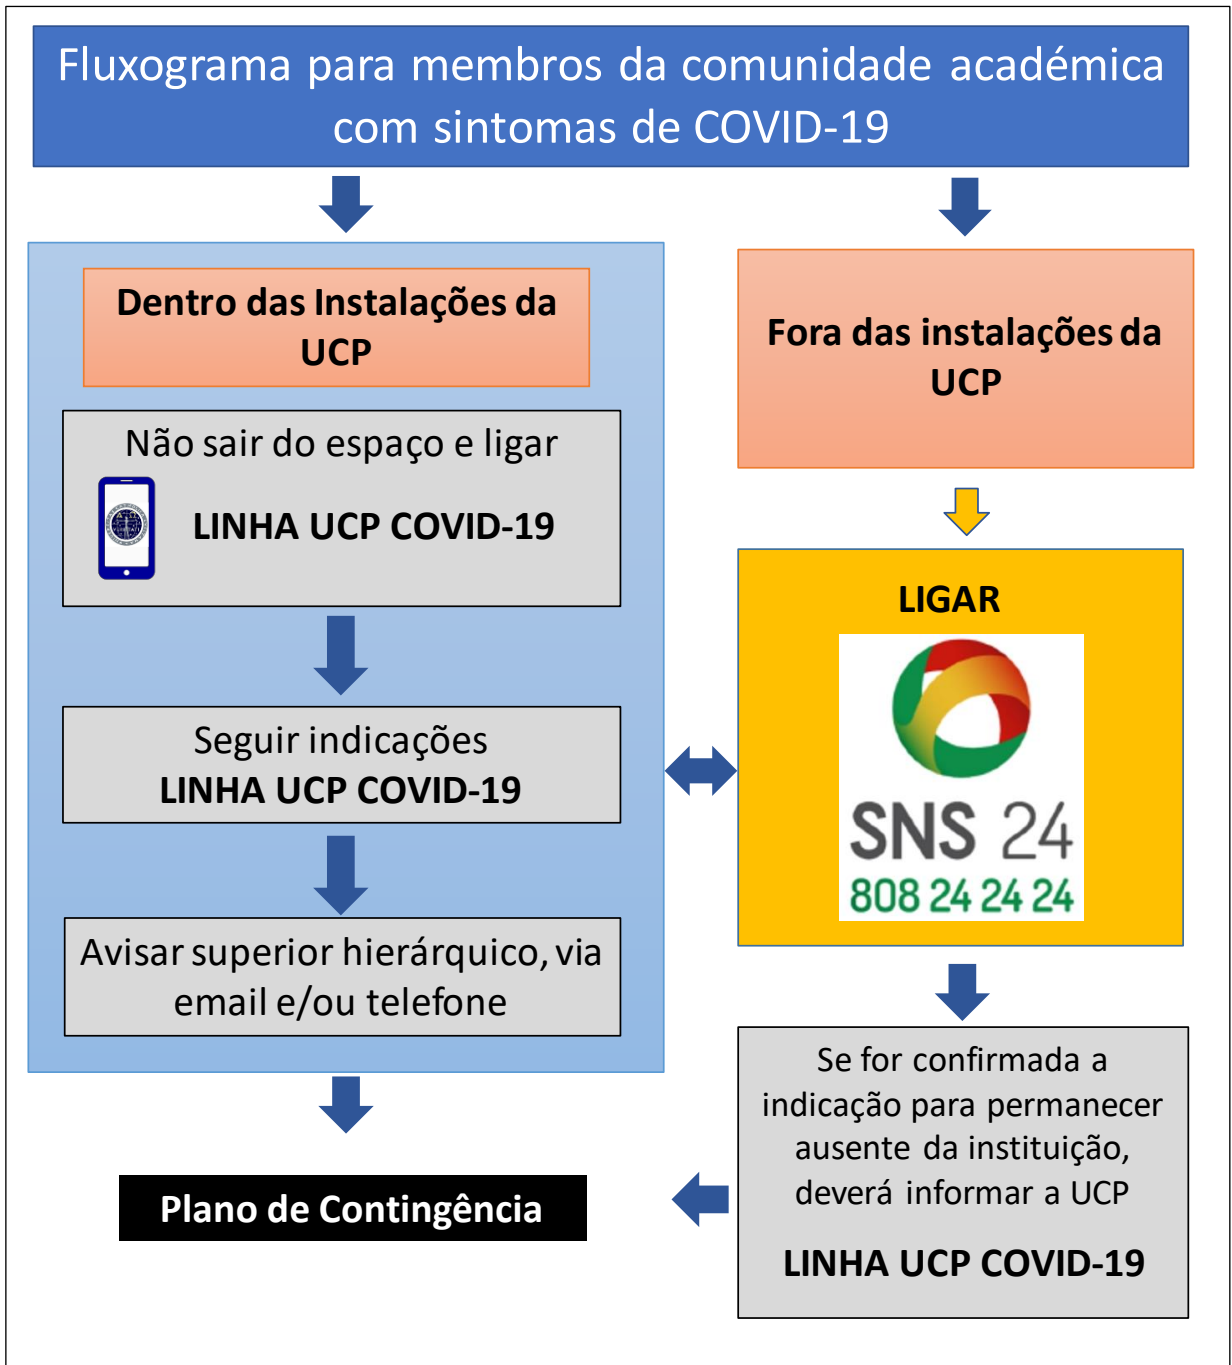 Fluxograma para membros da comunidade académica
com sintomas de COVID-19
Dentro das Instalações da
UCP
Não sair do espaço e ligar
LINHA UCP COVID-19
Seguir indicações
LINHA UCP COVID-19
Avisar superior hierárquico, via
email e/ou telefone
Fora das instalações da
UCP
LIGAR
SNS 24
808 24 24 24
Se for confirmada a
indicação para permanecer
ausente da instituição,
deverá informar a UCP
LINHA UCP COVID-19
Plano de Contingência